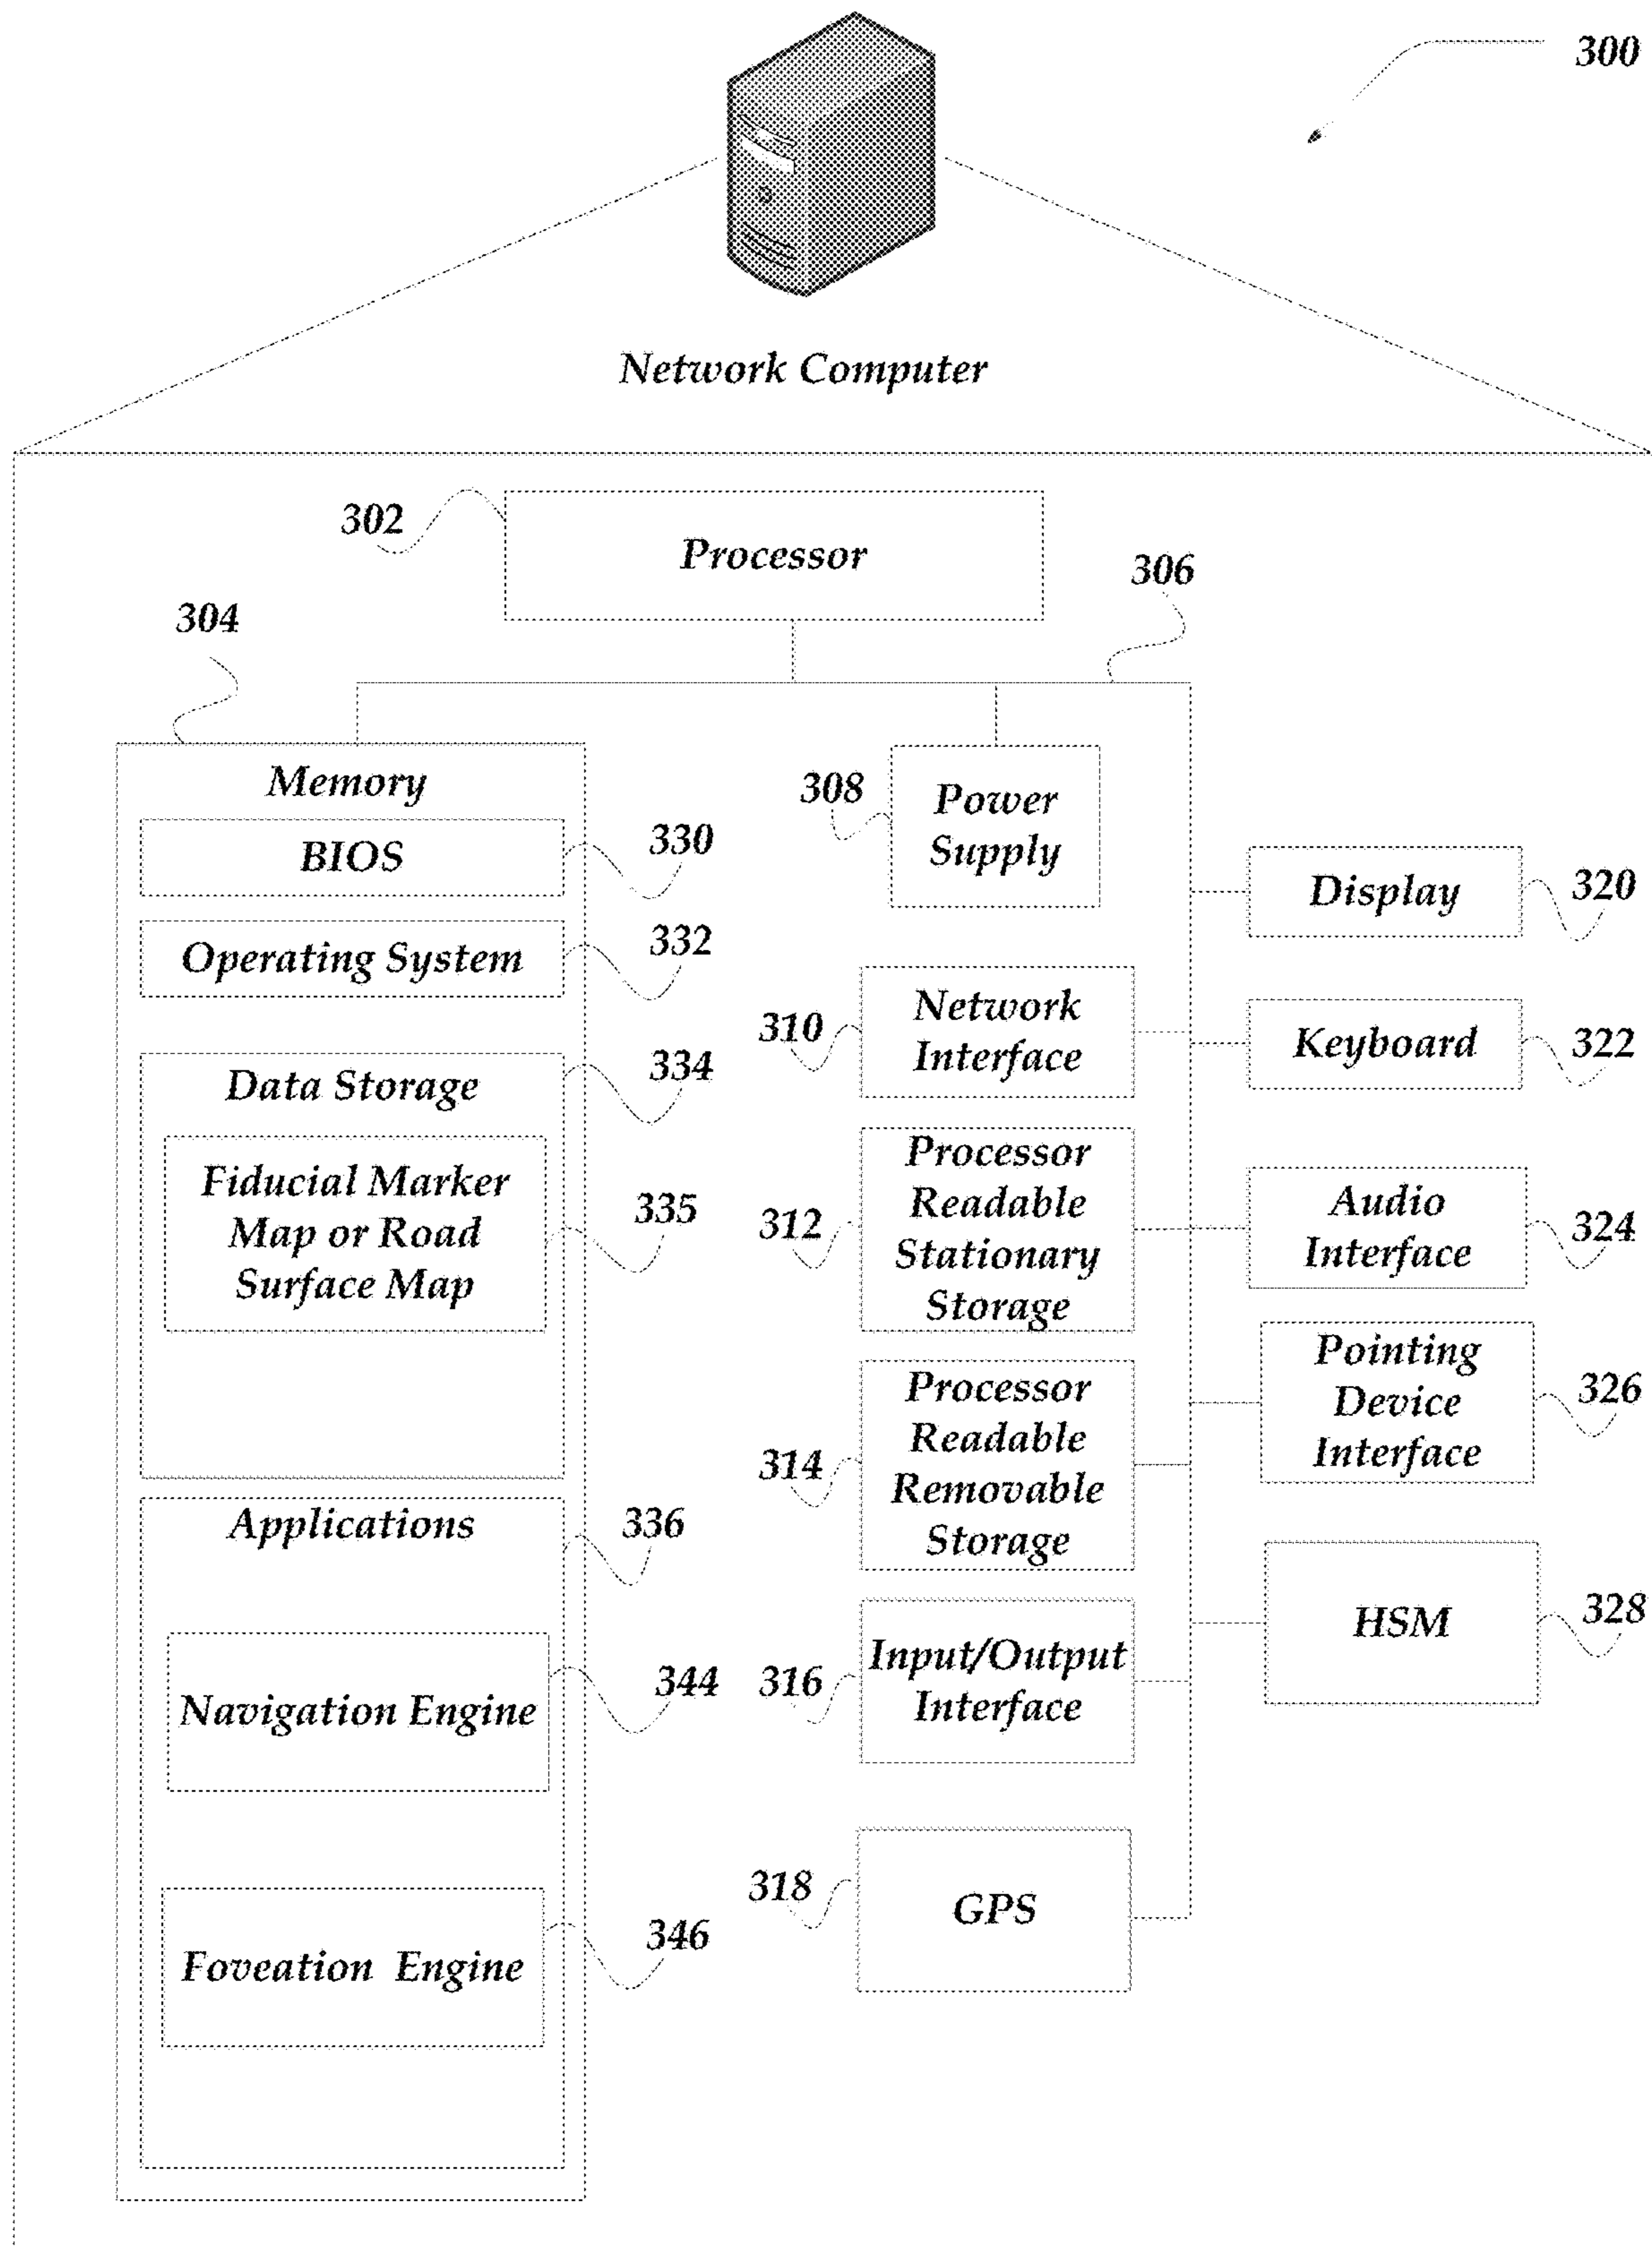 300
Network Computer
302
Processor
306
304
Memory
BIOS
330
Operating System
332
Data Storage
334
Fiducial Marker
Map or Road
Surface Map
335
Applications
336
Navigation Engine
344
Foveation Engine
346
308
Power
Supply
310
Network
Interface
312
Processor
Readable
Stationary
Storage
314
Processor
Readable
Removable
Storage
316
Input/Output
Interface
318
GPS
Display
320
Keyboard
322
Audio
Interface
324
Pointing
Device
Interface
326
HSM
328